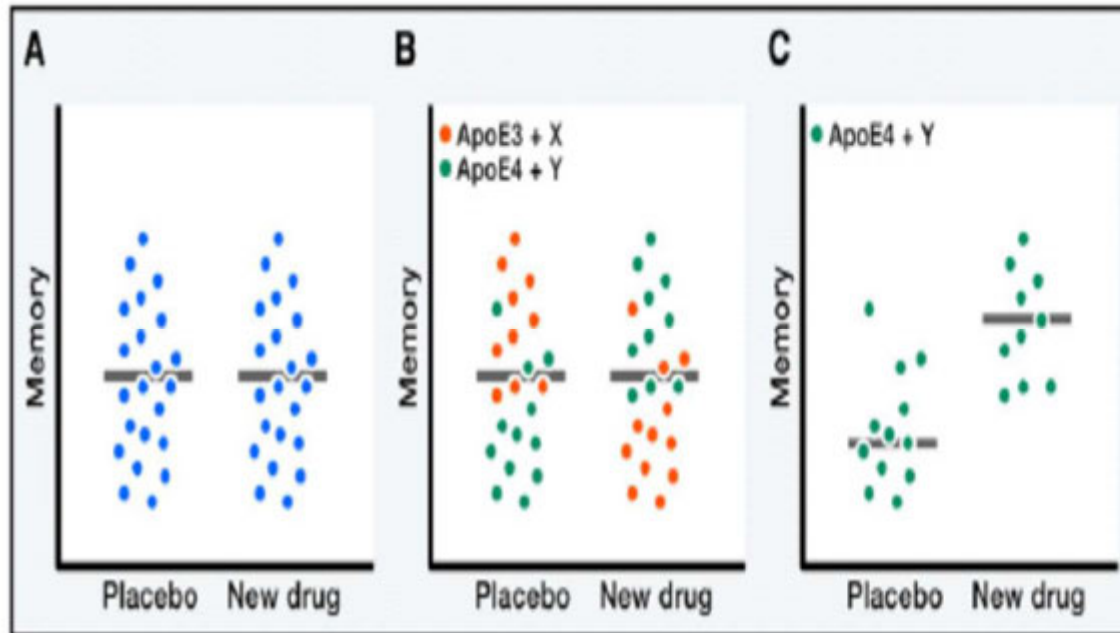 A
Memory
Placebo
New drug
B
ApoE3 + X
ApoE4 + Y
Memory
Placebo
New drug
C
ApoE4 + Y
Memory
Placebo
New drug